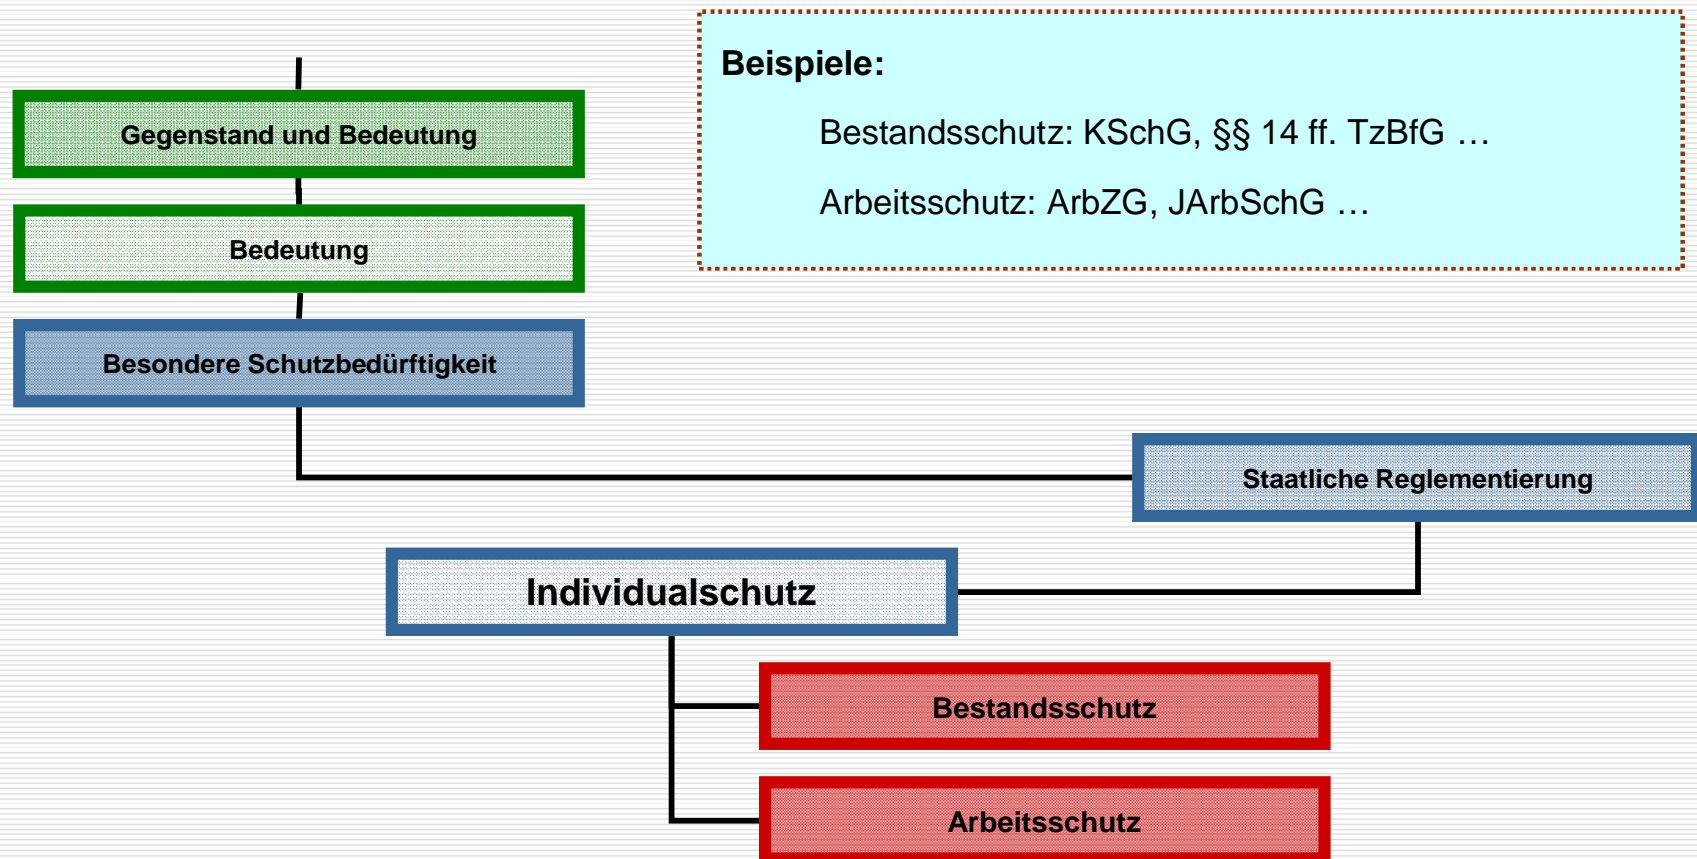 Beispiele:
Bestandsschutz: KSchG, §§ 14 ff. TzBfG …
Arbeitsschutz: ArbZG, JArbSchG …
Gegenstand und Bedeutung
Bedeutung
Besondere Schutzbedürftigkeit
Staatliche Reglementierung
Individualschutz
Bestandsschutz
Arbeitsschutz